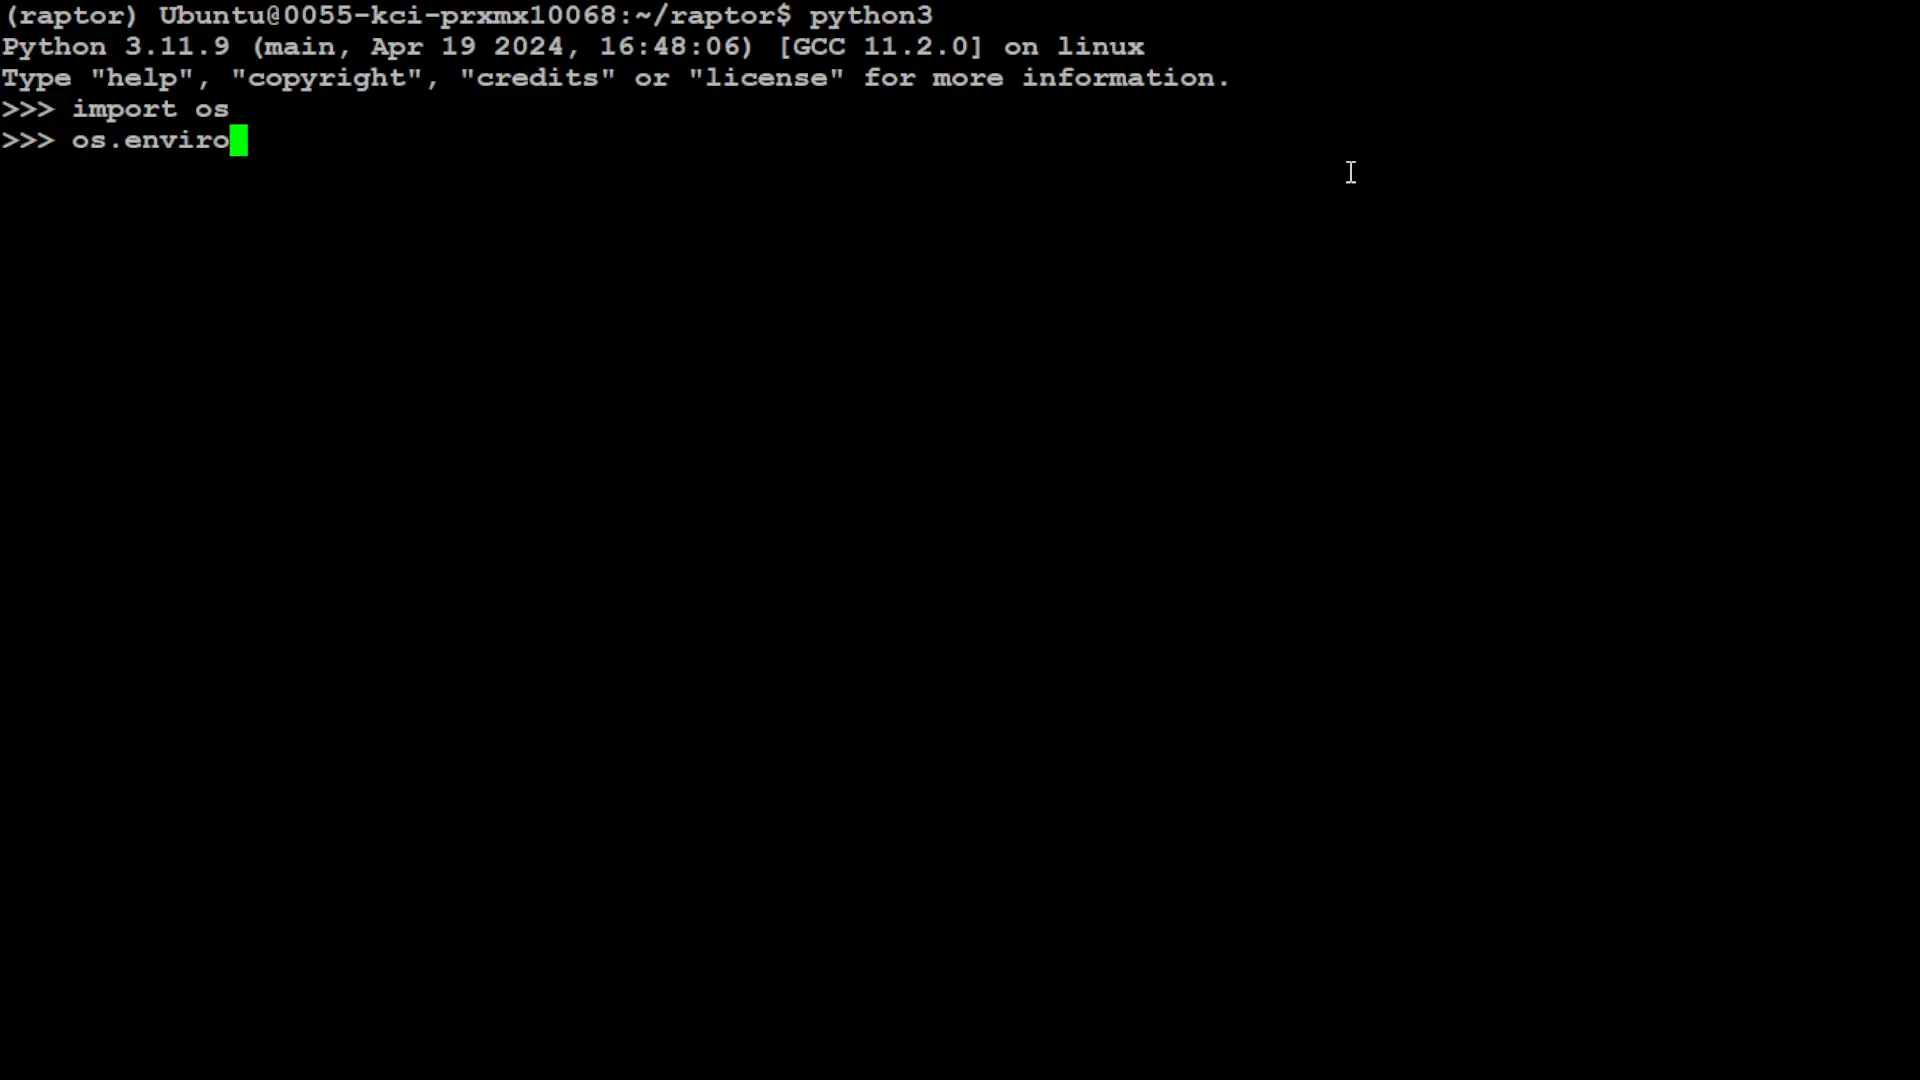 (raptor) Ubuntu@0055-kci-prxmx10068:~/raptor$ python3
Python 3.11.9 (main, Apr 19 2024, 16:48:06) [GCC 11.2.0] on linux
Type "help", "copyright", "credits" or "license" for more information.
>>> import os
>>> os.enviro